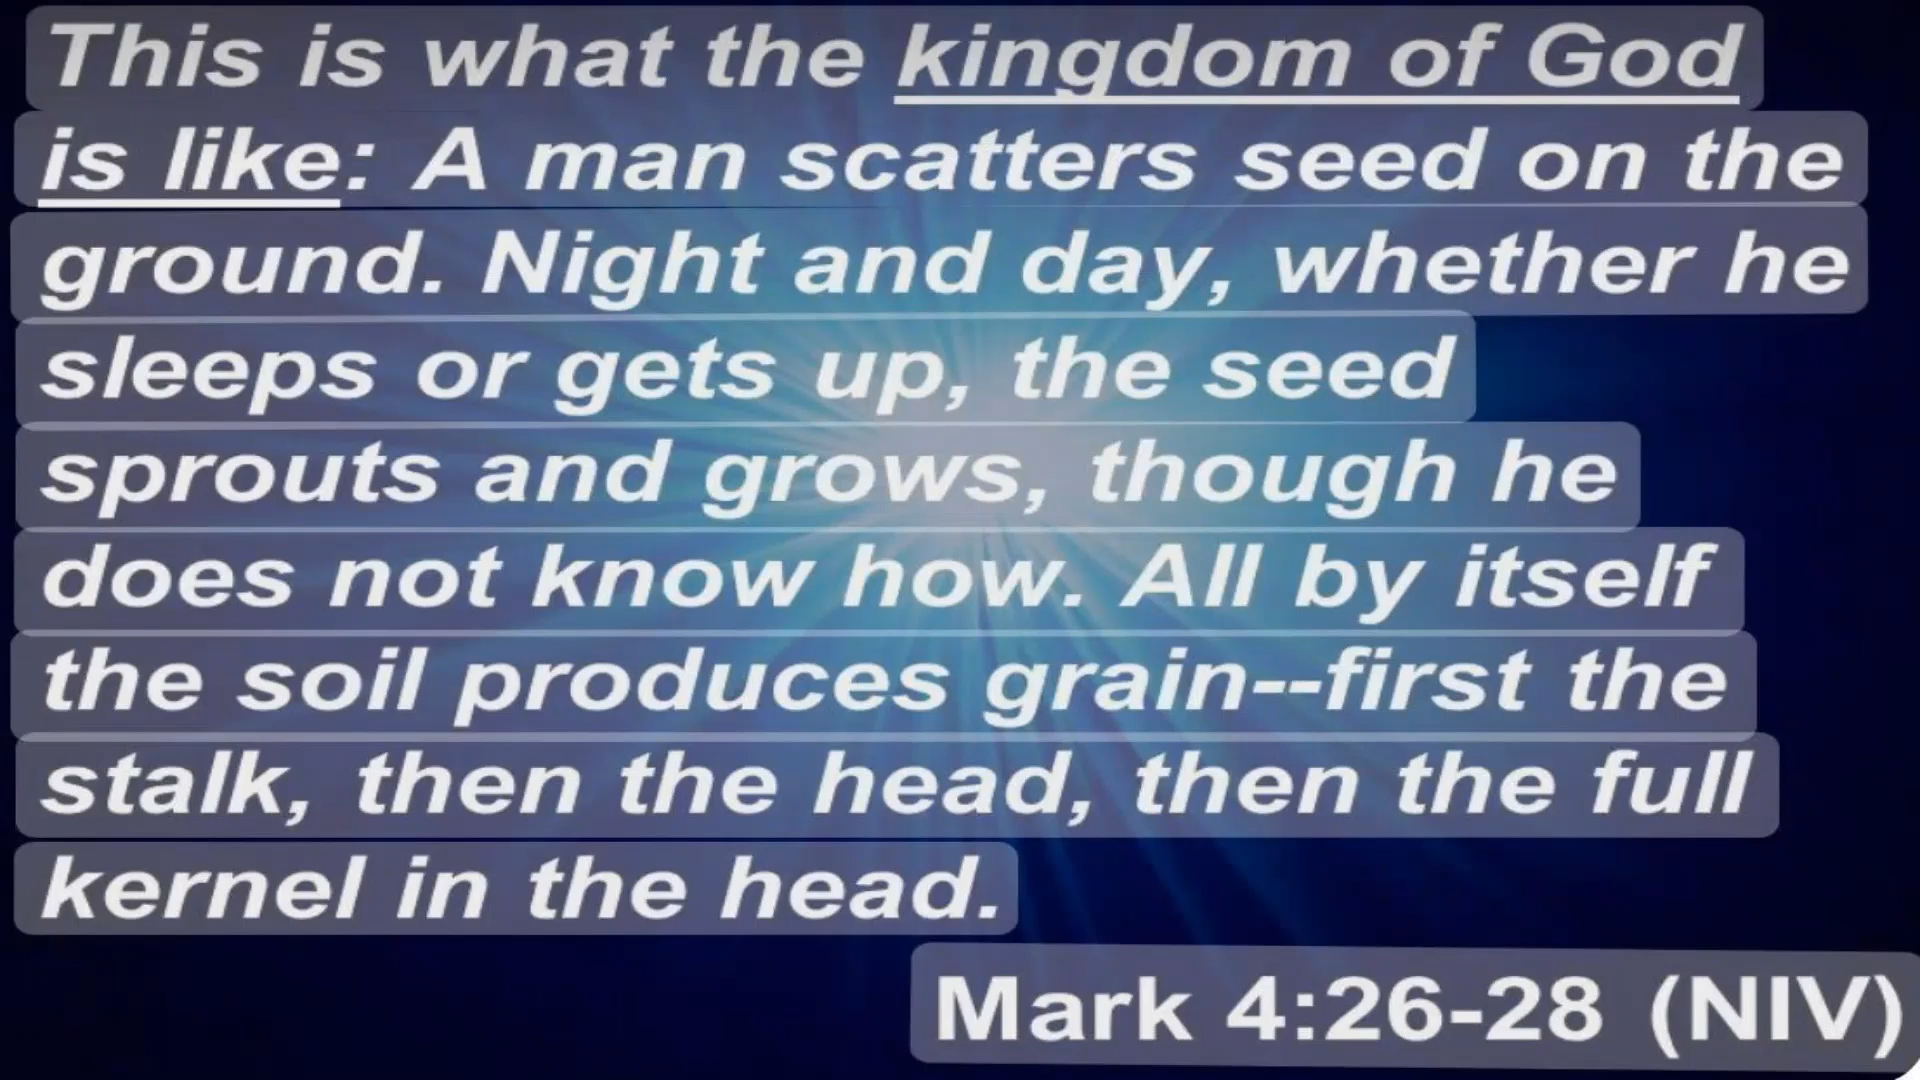 This is what the kingdom of God
is like: A man scatters seed on the
ground. Night and day, whether he
sleeps or gets up, the seed
sprouts and grows, though he
does not know how. All by itself
the soil produces grain--first the
stalk, then the head, then the full
kernel in the head.
Mark 4:26-28 (NIV)